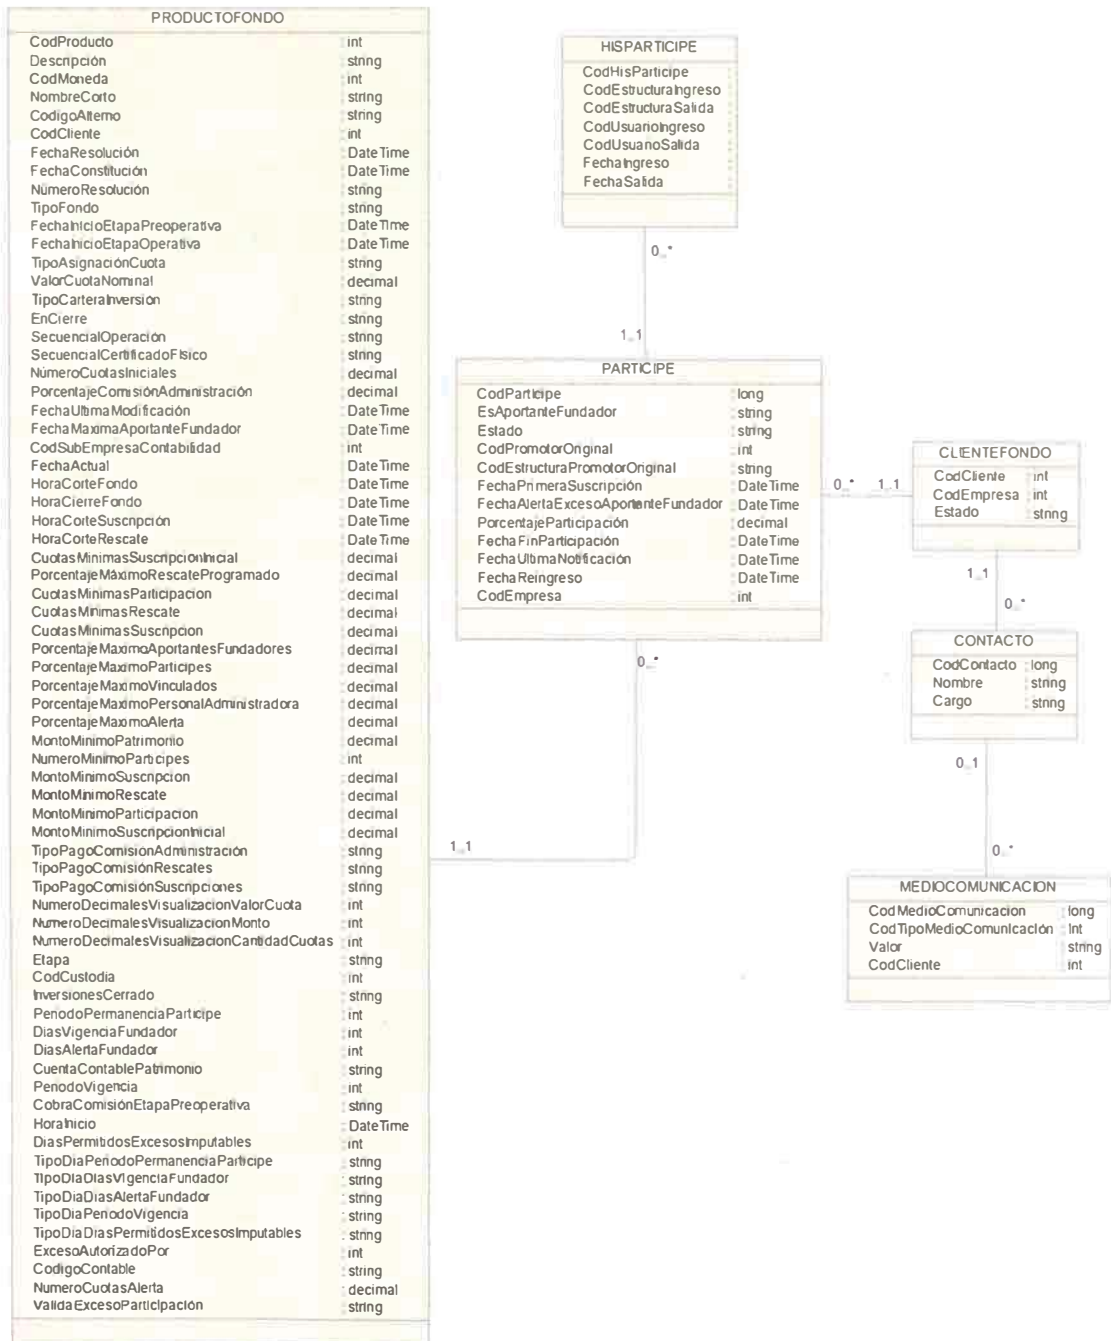 PRODUCTOFONDO
CodProducto : int
Descripción : string
CodMoneda : int
NombreCorto : string
CodigoAlterno : string
CodCliente : int
FechaResolución : DateTime
FechaConstitución : DateTime
NúmeroResolución : string
TipoFondo : string
FechaInicioEtapaPreoperativa : DateTime
FechaInicioEtapaOperativa : DateTime
TipoAsignaciónCuota : string
ValorCuotaNominal : decimal
TipoCarteraInversión : string
EnCierre : string
SecuencialOperación : string
SecuencialCertificadoFísico : string
NúmeroCuotasIniciales : decimal
PorcentajeComisiónAdministración : decimal
FechaUltimaModificación : DateTime
FechaMaximaAportanteFundador : DateTime
CodSubEmpresaContabilidad : int
FechaActual : DateTime
HoraCorteFondo : DateTime
HoraCierreFondo : DateTime
HoraCorteSuscripción : DateTime
HoraCorteRescate : DateTime
CuotasMinimasSuscripcionInicial : decimal
PorcentajeMáximoRescateProgramado : decimal
CuotasMinimasParticipacion : decimal
CuotasMinimasRescate : decimal
CuotasMinimasSuscripcion : decimal
PorcentajeMaximoAportantesFundadores : decimal
PorcentajeMaximoParticipes : decimal
PorcentajeMaximoVinculados : decimal
PorcentajeMaximoPersonalAdministradora : decimal
PorcentajeMaximoAlerta : decimal
MontoMinimoPatrimonio : decimal
NumeroMinimoParticipes : int
MontoMinimoSuscripcion : decimal
MontoMinimoRescate : decimal
MontoMinimoParticipacion : decimal
MontoMinimoSuscripcionInicial : decimal
TipoPagoComisionAdministración : string
TipoPagoComisiónRescates : string
TipoPagoComisiónSuscripciones : string
NumeroDecimalesVisualizacionValorCuota : int
NumeroDecimalesVisualizacionMonto : int
NumeroDecimalesVisualizacionCantidadCuotas : int
Etapa : string
CodCustodia : int
InversionesCerrado : string
PeriodoPermanenciaParticipe : int
DiasVigenciaFundador : int
DiasAlertaFundador : int
CuentaContablePatrimonio : string
PeriodoVigencia : int
CobraComisiónEtapaPreoperativa : string
HoraInicio : DateTime
DiasPermitidosExcesosImputables : int
TipoDiaPeriodoPermanenciaParticipe : string
TipoDiaDiasVigenciaFundador : string
TipoDiaDiasAlertaFundador : string
TipoDiaPeriodoVigencia : string
TipoDiaDiasPermitidosExcesosImputables : string
ExcesoAutorizadoPor : int
CodigoContable : string
NumeroCuotasAlerta : decimal
ValidaExcesoParticipación : string
HISPARTICIPE
CodHisParticipe :
CodEstructuraIngreso :
CodEstructuraSalida :
CodUsuarioIngreso :
CodUsuarioSalida :
FechaIngreso :
FechaSalida :
0..*
1..1
PARTICIPE
CodParticipe : long
EsAportanteFundador : string
Estado : string
CodPromotorOriginal : int
CodEstructuraPromotorOriginal : string
FechaPrimeraSuscripción : DateTime
FechaAlertaExcesoAportanteFundador : DateTime
PorcentajeParticipación : decimal
FechaFinParticipación : DateTime
FechaUltimaNotificación : DateTime
FechaReingreso : DateTime
CodEmpresa : int
0..*
1..1
0..* 1..1
CLIENTEFONDO
CodCliente : int
CodEmpresa : int
Estado : string
1..1
0..*
CONTACTO
CodContacto : long
Nombre : string
Cargo : string
0..1
0..*
MEDIOCOMUNICACION
CodMedioComunicacion : long
CodTipoMedioComunicación : int
Valor : string
CodCliente : int